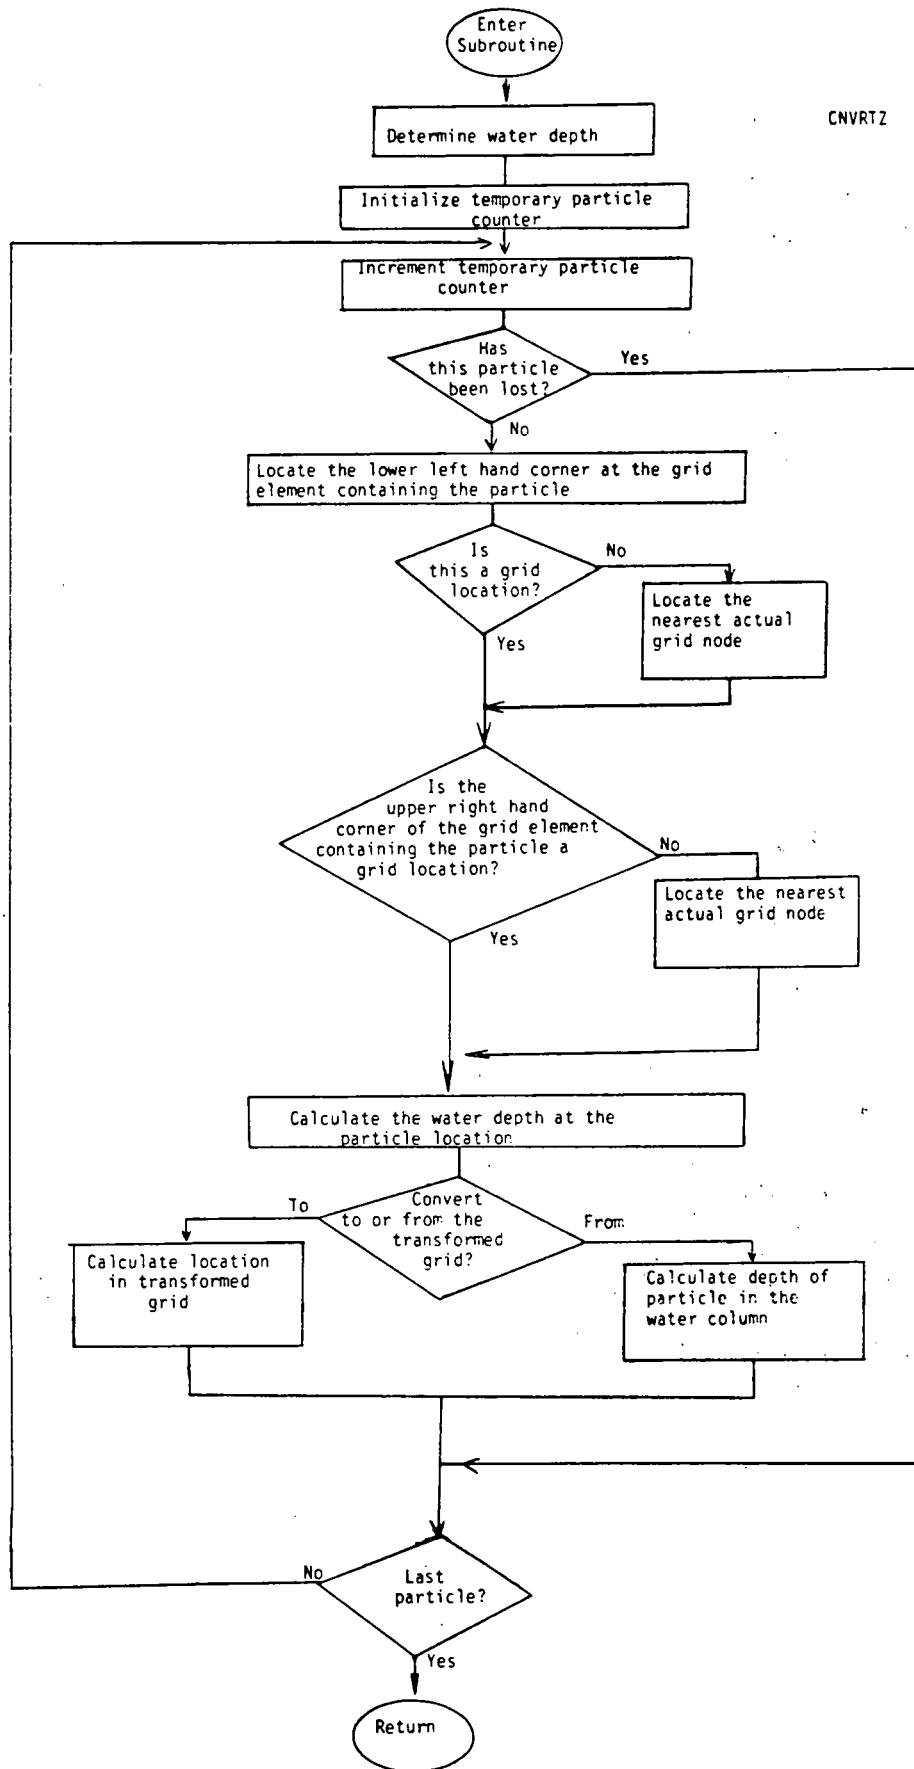 Enter
Subroutine
CNVRTZ
Determine water depth
Initialize temporary particle
counter
Increment temporary particle
counter
Has
this particle
been lost?
Yes
No
Locate the lower left hand corner at the grid
element containing the particle
Is
this a grid
location?
No
Locate the
nearest actual
grid node
Yes
Is the
upper right hand
corner of the grid element
containing the particle a
grid location?
No
Locate the nearest
actual grid node
Yes
Calculate the water depth at the
particle location
Convert
to or from the
transformed
grid?
To
From
Calculate location
in transformed
grid
Calculate depth of
particle in the
water column
No
Last
particle?
Yes
Return